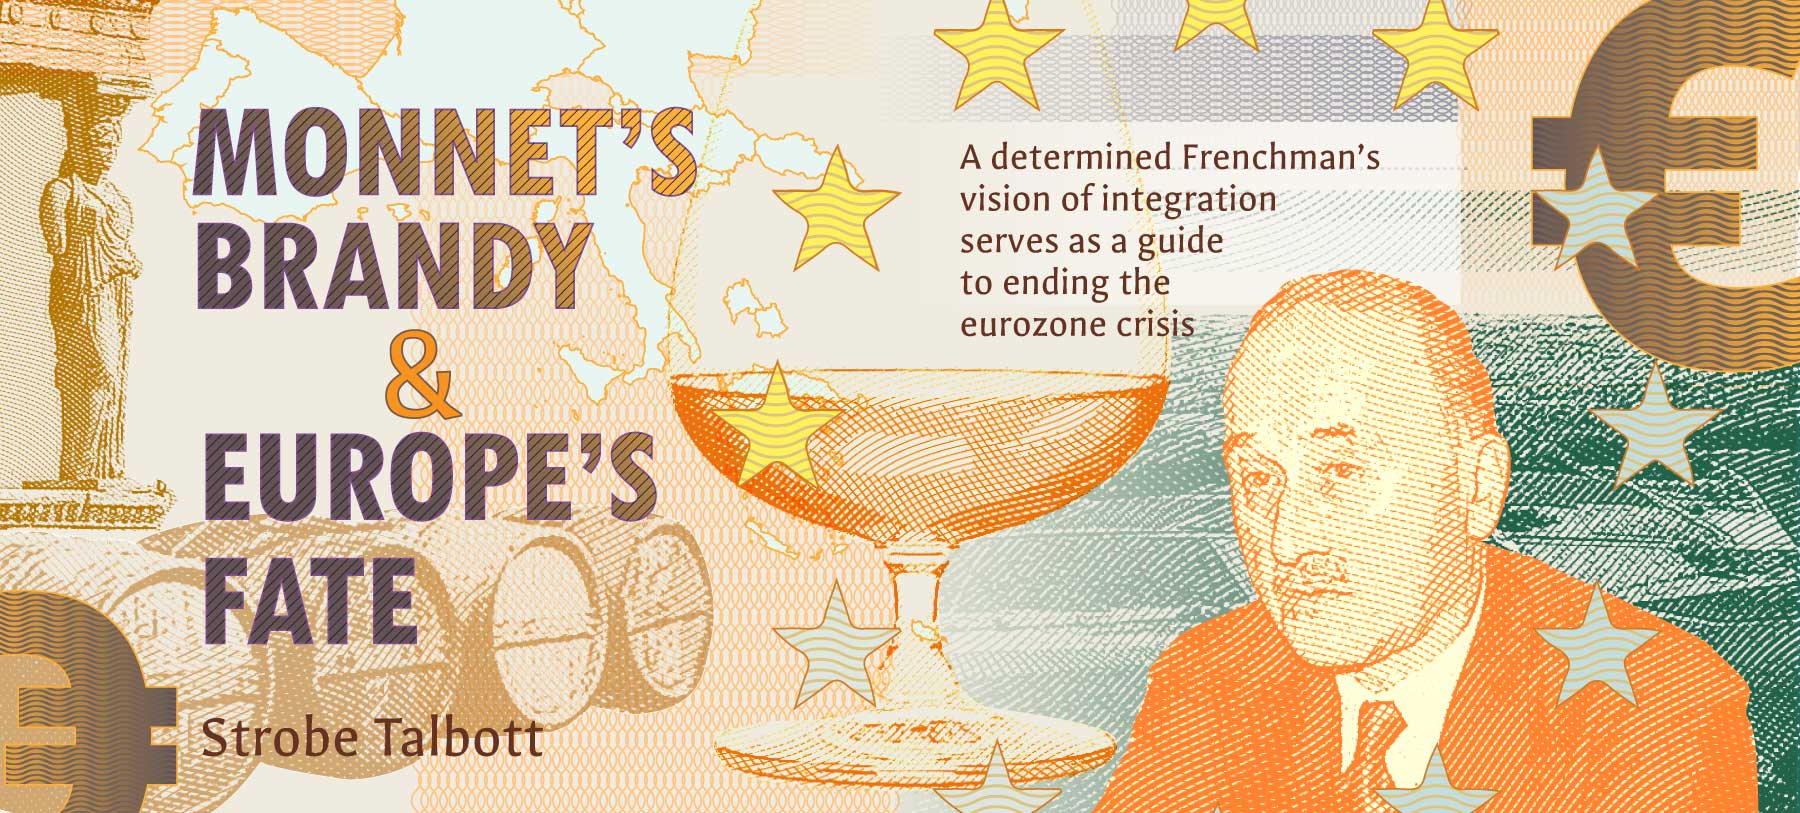 MONNET’S
BRANDY
&
EUROPE’S
FATE
Strobe Talbott
A determined Frenchman’s
vision of integration
serves as a guide
to ending the
eurozone crisis